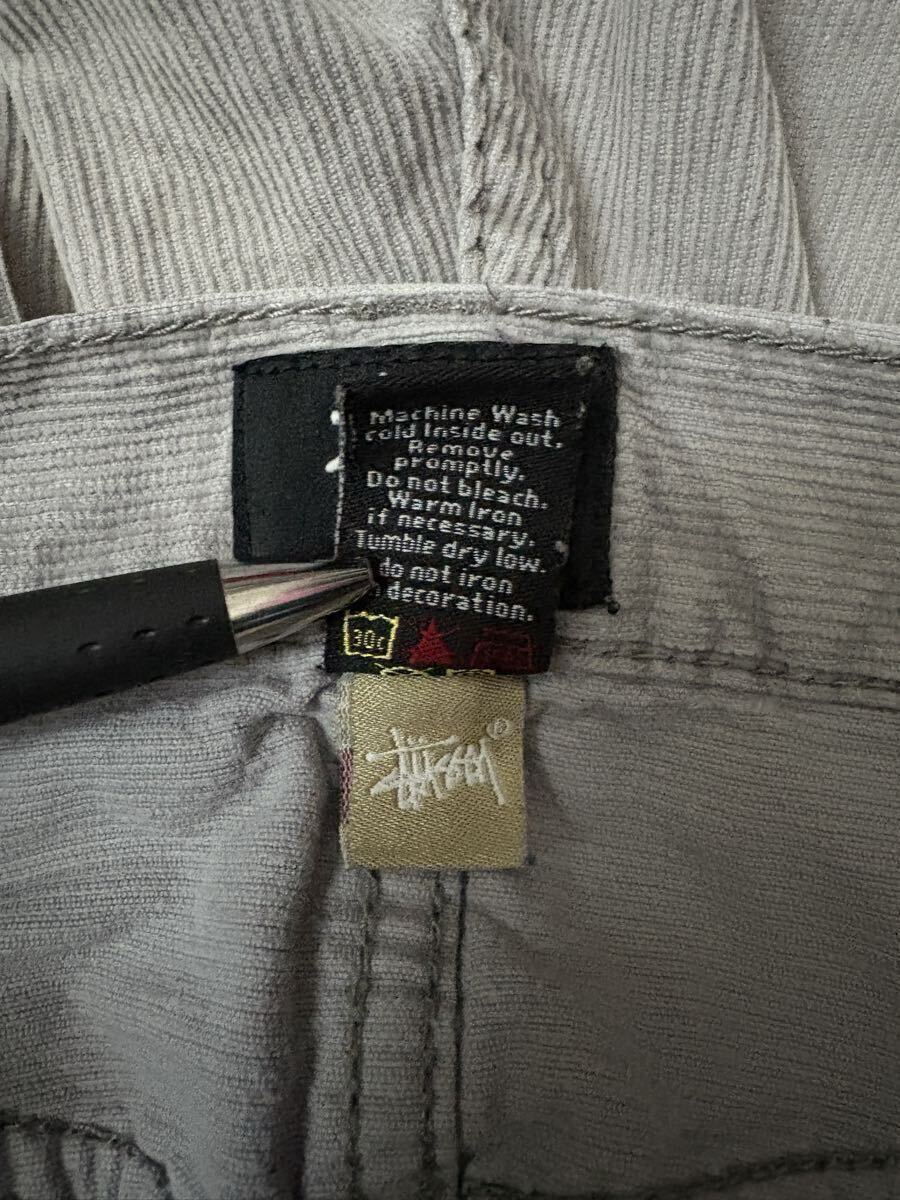 Machine Wash
cold Inside out.
Remove
promptly.
Do not bleach.
Warm Iron
if necessary.
Tumble dry low.
do not iron
decoration.
30c
Stüssy ®